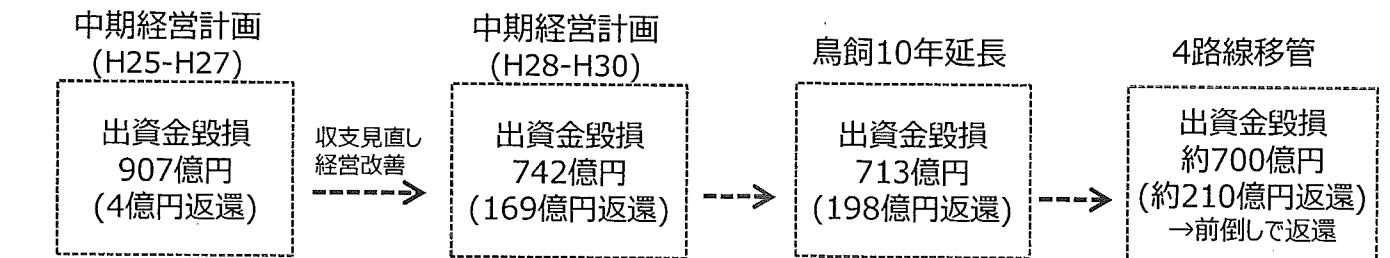 中期経営計画
(H25-H27)
出資金毀損
907億円
(4億円返還)
収支見直し
経営改善
中期経営計画
(H28-H30)
出資金毀損
742億円
(169億円返還)
鳥飼10年延長
出資金毀損
713億円
(198億円返還)
4路線移管
出資金毀損
約700億円
(約210億円返還)
→前倒しで返還